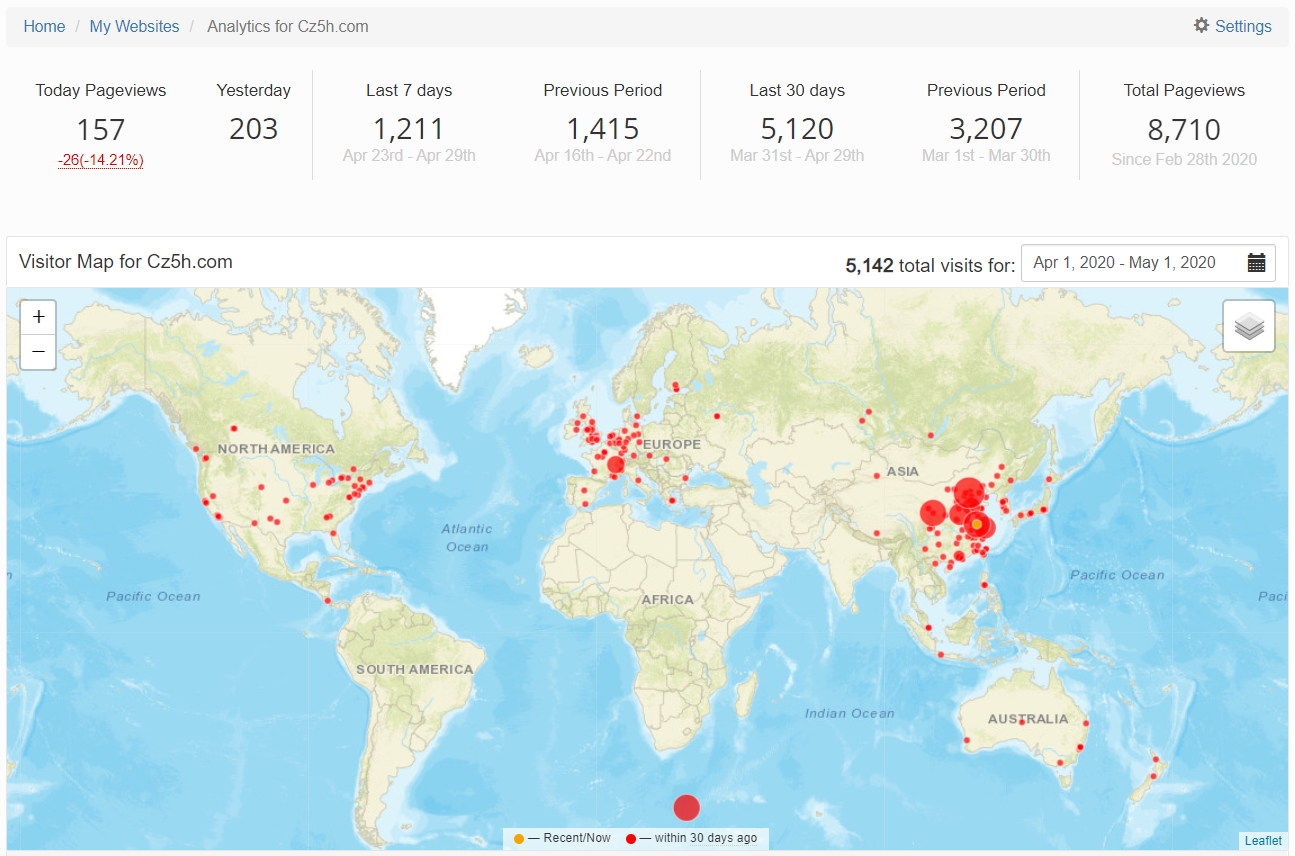 Home / My Websites / Analytics for Cz5h.com Settings
Today Pageviews Yesterday Last 7 days Previous Period Last 30 days Previous Period Total Pageviews
157 203 1,211 1,415 5,120 3,207 8,710
-26(-14.21%) Apr 23rd - Apr 29th Apr 16th - Apr 22nd Mar 31st - Apr 29th Mar 1st - Mar 30th Since Feb 28th 2020
Visitor Map for Cz5h.com 5,142 total visits for: Apr 1, 2020 - May 1, 2020
+
−
NORTH AMERICA
EUROPE
ASIA
Atlantic
Ocean
Pacific Ocean
Pacific Ocean
Paci
n
AFRICA
SOUTH AMERICA
Indian Ocean
AUSTRALIA
— Recent/Now — within 30 days ago
Leaflet